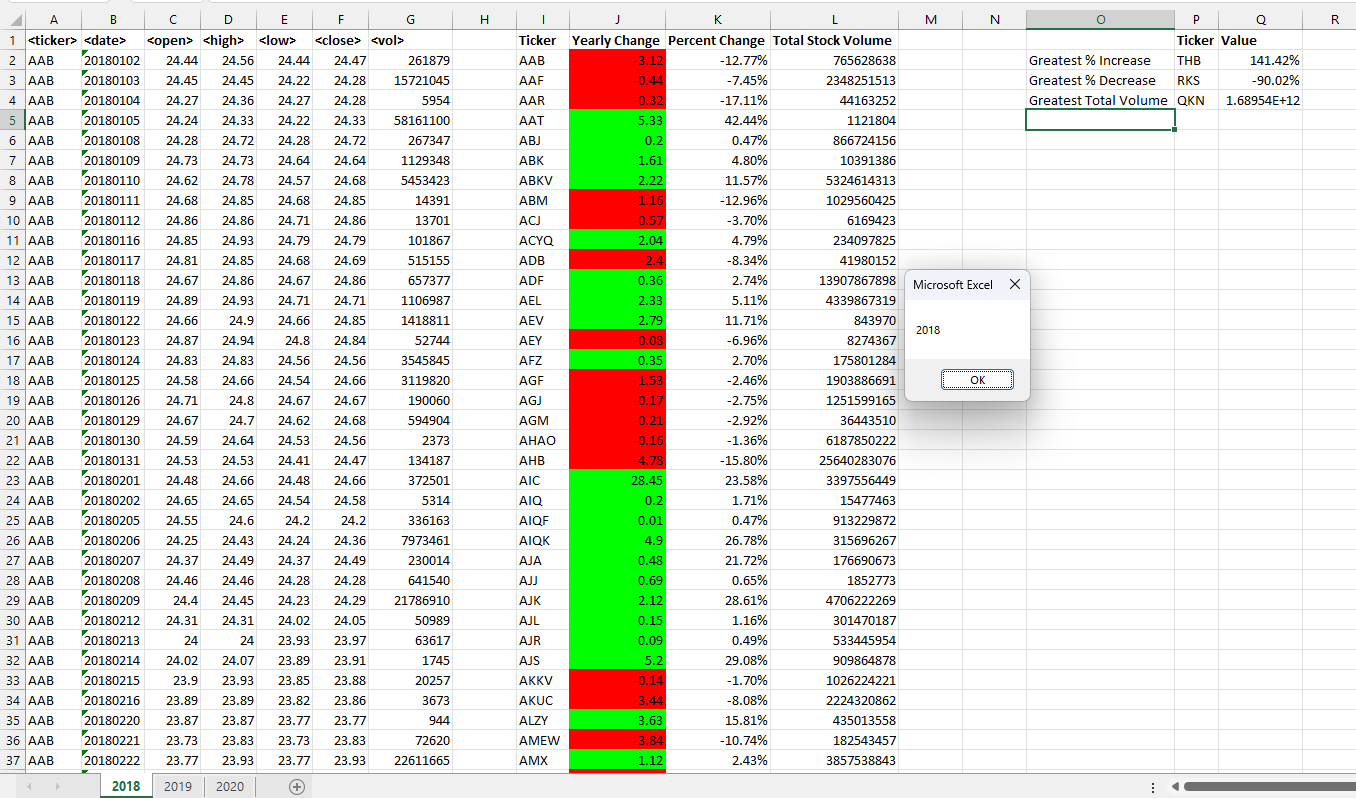 A B C D E F G H I J K L M N O P Q R
1 <ticker> <date> <open> <high> <low> <close> <vol> Ticker Yearly Change Percent Change Total Stock Volume Ticker Value
2 AAB 20180102 24.44 24.56 24.44 24.47 261879 AAB -3.12 -12.77% 765628638 Greatest % Increase THB 141.42%
3 AAB 20180103 24.45 24.45 24.22 24.28 15721045 AAF -0.44 -7.45% 2348251513 Greatest % Decrease RKS -90.02%
4 AAB 20180104 24.27 24.36 24.27 24.28 5954 AAR -0.32 -17.11% 44163252 Greatest Total Volume QKN 1.68954E+12
5 AAB 20180105 24.24 24.33 24.22 24.33 58161100 AAT 5.33 42.44% 1121804
6 AAB 20180108 24.28 24.72 24.28 24.72 267347 ABJ 0.2 0.47% 866724156
7 AAB 20180109 24.73 24.73 24.64 24.64 1129348 ABK 1.61 4.80% 10391386
8 AAB 20180110 24.62 24.78 24.57 24.68 5453423 ABKV 2.22 11.57% 5324614313
9 AAB 20180111 24.68 24.85 24.68 24.85 14391 ABM -1.16 -12.96% 1029560425
10 AAB 20180112 24.86 24.86 24.71 24.86 13701 ACJ -0.57 -3.70% 6169423
11 AAB 20180116 24.85 24.93 24.79 24.79 101867 ACYQ 2.04 4.79% 234097825
12 AAB 20180117 24.81 24.85 24.68 24.69 515155 ADB -2.4 -8.34% 41980152
13 AAB 20180118 24.67 24.86 24.67 24.86 657377 ADF 0.36 2.74% 13907867898
14 AAB 20180119 24.89 24.93 24.71 24.71 1106987 AEL 2.33 5.11% 4339867319
15 AAB 20180122 24.66 24.9 24.66 24.85 1418811 AEV 2.79 11.71% 843970
16 AAB 20180123 24.87 24.94 24.8 24.84 52744 AEY -0.08 -6.96% 8274367
17 AAB 20180124 24.83 24.83 24.56 24.56 3545845 AFZ 0.35 2.70% 175801284
18 AAB 20180125 24.58 24.66 24.54 24.66 3119820 AGF -1.53 -2.46% 1903886691
19 AAB 20180126 24.71 24.8 24.67 24.67 190060 AGJ -0.17 -2.75% 1251599165
20 AAB 20180129 24.67 24.7 24.62 24.68 594904 AGM -0.21 -2.92% 36443510
21 AAB 20180130 24.59 24.64 24.53 24.56 2373 AHAO -0.16 -1.36% 6187850222
22 AAB 20180131 24.53 24.53 24.41 24.47 134187 AHB -4.78 -15.80% 25640283076
23 AAB 20180201 24.48 24.66 24.48 24.66 372501 AIC 28.45 23.58% 3397556449
24 AAB 20180202 24.65 24.65 24.54 24.58 5314 AIQ 0.2 1.71% 15477463
25 AAB 20180205 24.55 24.6 24.2 24.2 336163 AIQF 0.01 0.47% 913229872
26 AAB 20180206 24.25 24.43 24.24 24.36 7973461 AIQK 4.9 26.78% 315696267
27 AAB 20180207 24.37 24.49 24.37 24.49 230014 AJA 0.48 21.72% 176690673
28 AAB 20180208 24.46 24.46 24.28 24.28 641540 AJJ 0.69 0.65% 1852773
29 AAB 20180209 24.4 24.45 24.23 24.29 21786910 AJK 2.12 28.61% 4706222269
30 AAB 20180212 24.31 24.31 24.02 24.05 50989 AJL 0.15 1.16% 301470187
31 AAB 20180213 24 24 23.93 23.97 63617 AJR 0.09 0.49% 533445954
32 AAB 20180214 24.02 24.07 23.89 23.91 1745 AJS 5.2 29.08% 909864878
33 AAB 20180215 23.9 23.93 23.85 23.88 20257 AKKV -0.14 -1.70% 1026224221
34 AAB 20180216 23.89 23.89 23.82 23.86 3673 AKUC -3.44 -8.08% 2224320862
35 AAB 20180220 23.87 23.87 23.77 23.77 944 ALZY 3.63 15.81% 435013558
36 AAB 20180221 23.73 23.83 23.73 23.83 72620 AMEW -3.84 -10.74% 182543457
37 AAB 20180222 23.77 23.93 23.77 23.93 22611665 AMX 1.12 2.43% 3857538843
Microsoft Excel
2018
OK
2018 2019 2020